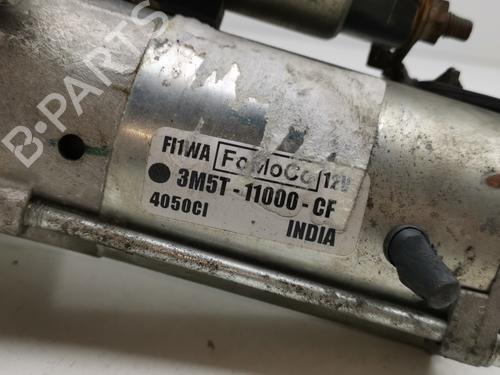 B-PARTS
FI1WA FoMoCo 12V
3M5T-11000-CF
4050CI
INDIA